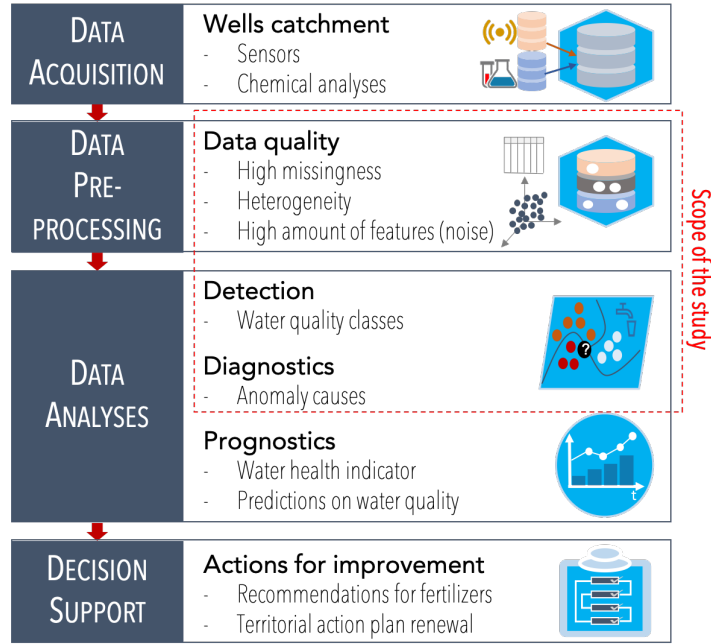 DATA
ACQUISITION
Wells catchment
- Sensors
- Chemical analyses
DATA
PRE-
PROCESSING
Data quality
- High missingness
- Heterogeneity
- High amount of features (noise)
Scope of the study
DATA
ANALYSES
Detection
- Water quality classes
?
Diagnostics
- Anomaly causes
Prognostics
- Water health indicator
- Predictions on water quality
t
DECISION
SUPPORT
Actions for improvement
- Recommendations for fertilizers
- Territorial action plan renewal